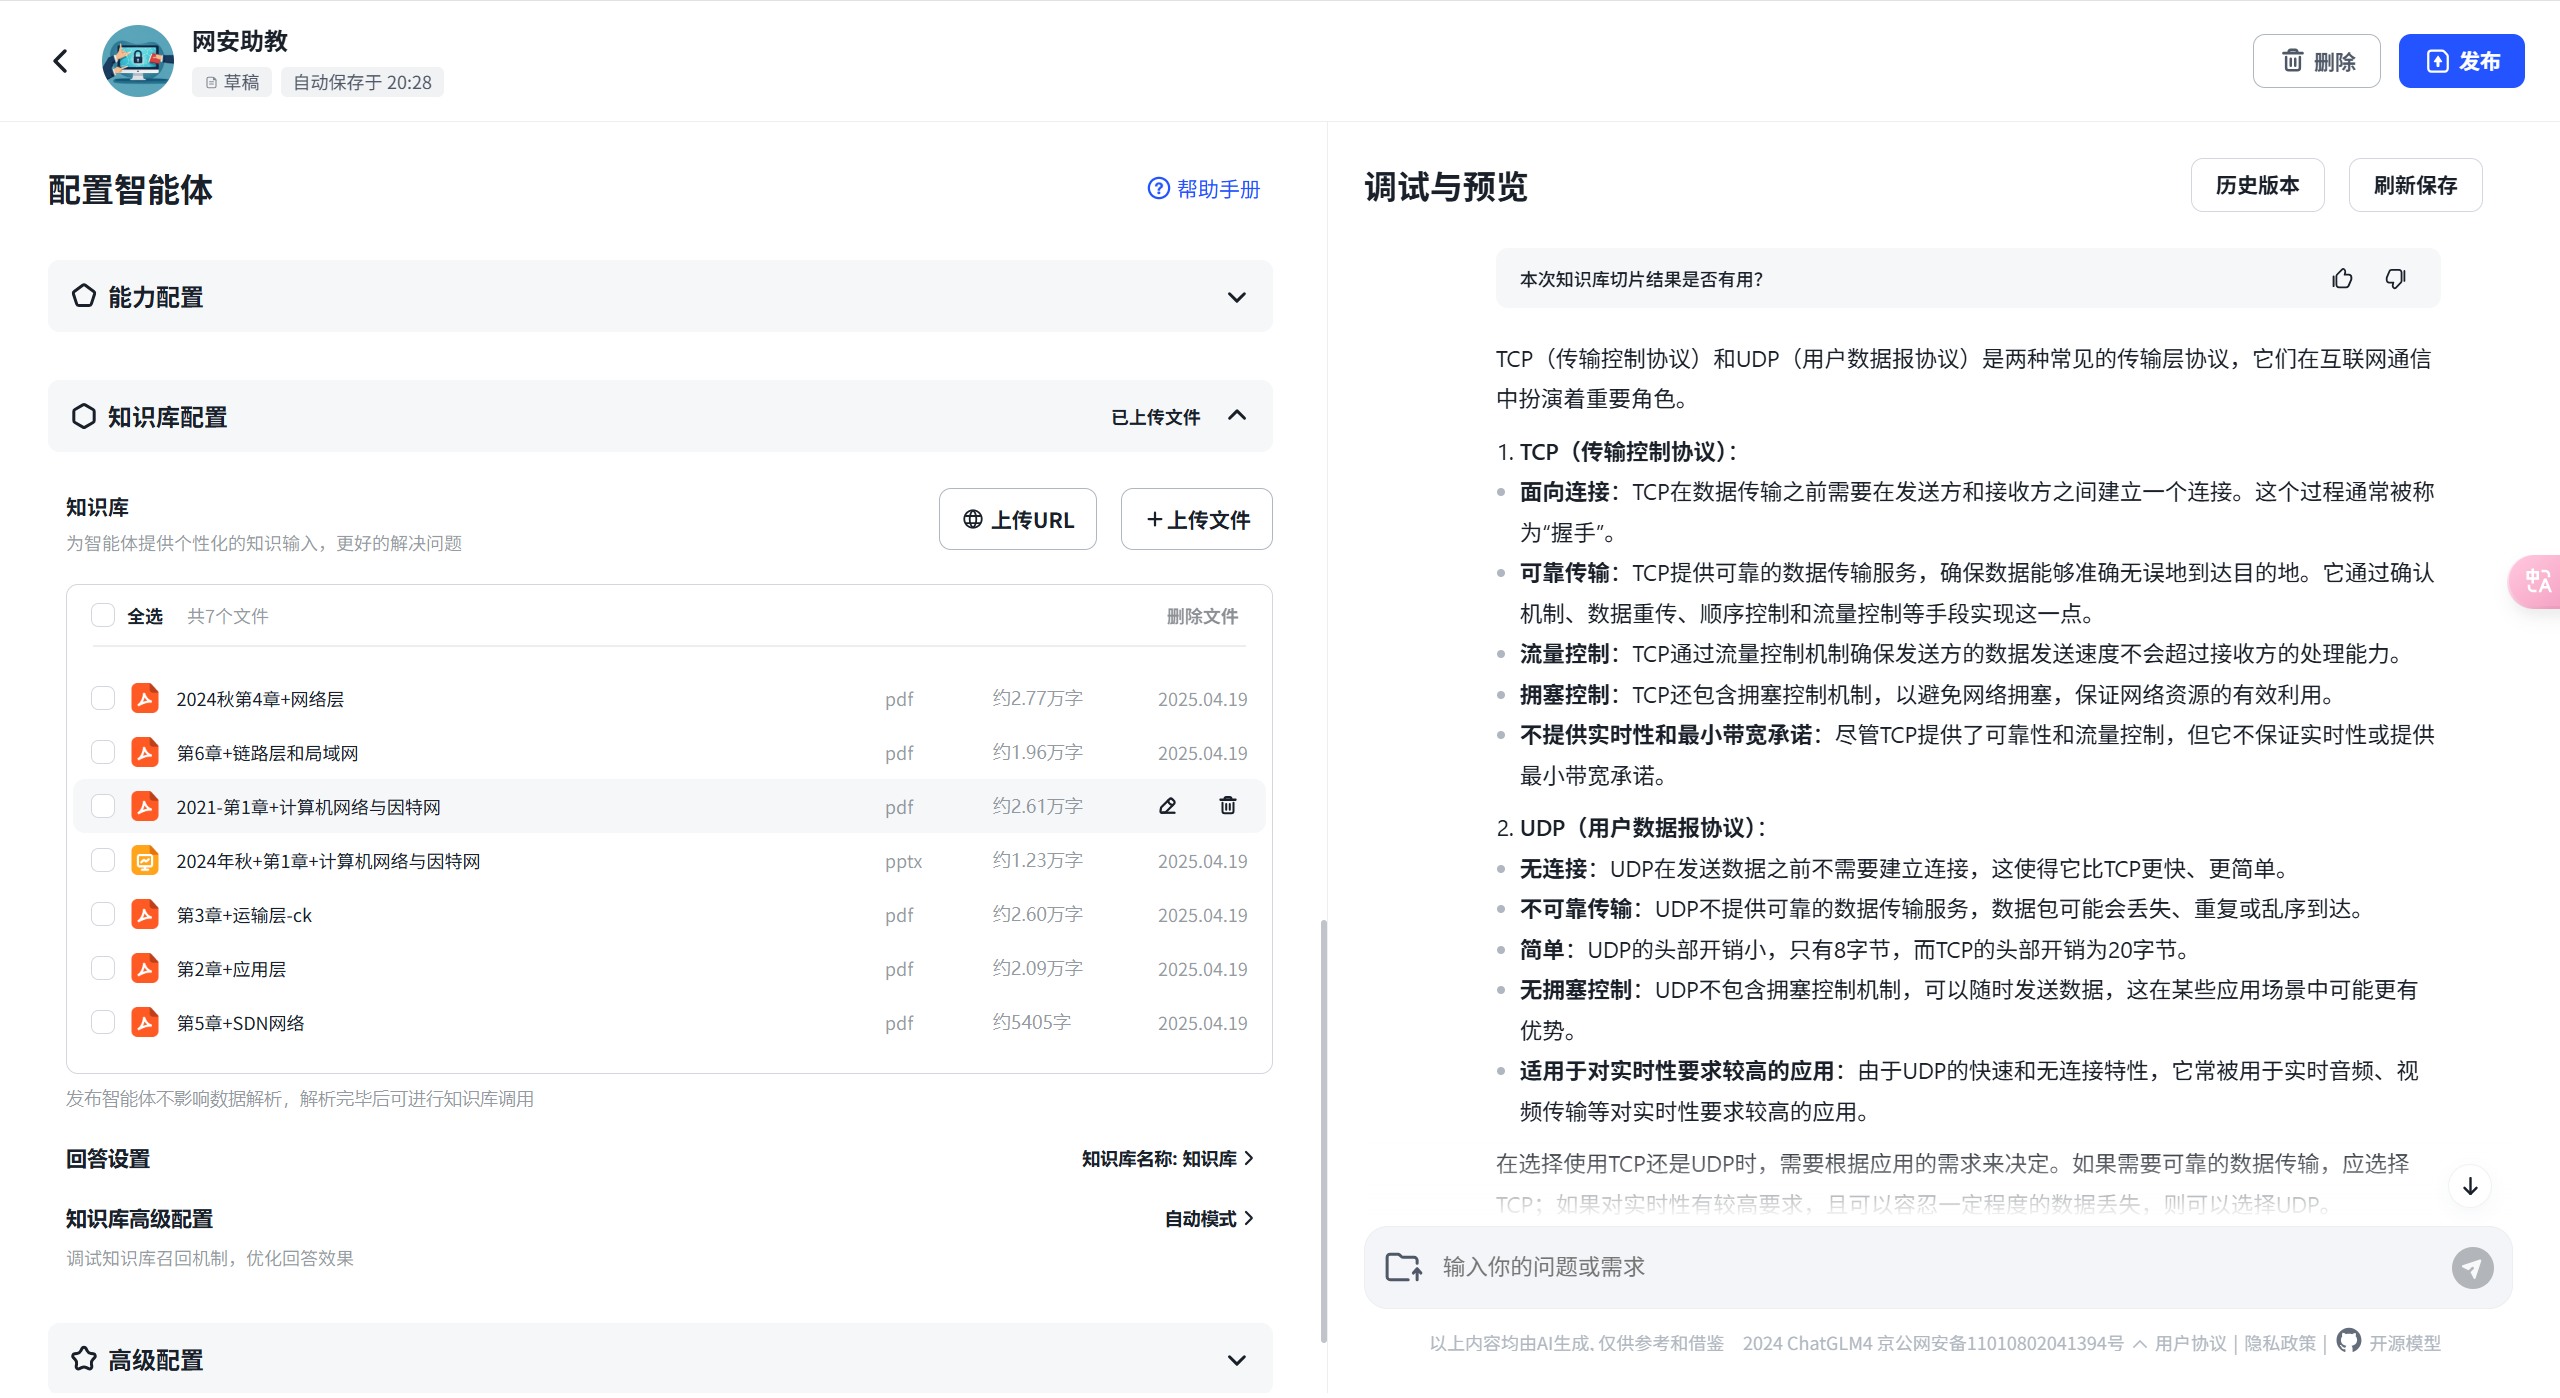 网安助教
草稿
自动保存于 20:28
删除
发布
配置智能体
帮助手册
能力配置
知识库配置
已上传文件
知识库
为智能体提供个性化的知识输入，更好的解决问题
上传URL
+上传文件
全选
共7个文件
删除文件
2024秋第4章+网络层 pdf 约2.77万字 2025.04.19
第6章+链路层和局域网 pdf 约1.96万字 2025.04.19
2021-第1章+计算机网络与因特网 pdf 约2.61万字
2024年秋+第1章+计算机网络与因特网 pptx 约1.23万字 2025.04.19
第3章+运输层-ck pdf 约2.60万字 2025.04.19
第2章+应用层 pdf 约2.09万字 2025.04.19
第5章+SDN网络 pdf 约5405字 2025.04.19
发布智能体不影响数据解析，解析完毕后可进行知识库调用
回答设置
知识库名称: 知识库
知识库高级配置
自动模式
调试知识库召回机制，优化回答效果
高级配置
调试与预览
历史版本
刷新保存
本次知识库切片结果是否有用？
TCP（传输控制协议）和UDP（用户数据报协议）是两种常见的传输层协议，它们在互联网通信
中扮演着重要角色。
1. TCP（传输控制协议）：
面向连接：TCP在数据传输之前需要在发送方和接收方之间建立一个连接。这个过程通常被称
为“握手”。
可靠传输：TCP提供可靠的数据传输服务，确保数据能够准确无误地到达目的地。它通过确认
机制、数据重传、顺序控制和流量控制等手段实现这一点。
流量控制：TCP通过流量控制机制确保发送方的数据发送速度不会超过接收方的处理能力。
拥塞控制：TCP还包含拥塞控制机制，以避免网络拥塞，保证网络资源的有效利用。
不提供实时性和最小带宽承诺：尽管TCP提供了可靠性和流量控制，但它不保证实时性或提供
最小带宽承诺。
2. UDP（用户数据报协议）：
无连接：UDP在发送数据之前不需要建立连接，这使得它比TCP更快、更简单。
不可靠传输：UDP不提供可靠的数据传输服务，数据包可能会丢失、重复或乱序到达。
简单：UDP的头部开销小，只有8字节，而TCP的头部开销为20字节。
无拥塞控制：UDP不包含拥塞控制机制，可以随时发送数据，这在某些应用场景中可能更有
优势。
适用于对实时性要求较高的应用：由于UDP的快速和无连接特性，它常被用于实时音频、视
频传输等对实时性要求较高的应用。
在选择使用TCP还是UDP时，需要根据应用的需求来决定。如果需要可靠的数据传输，应选择
TCP；如果对实时性有较高要求，且可以容忍一定程度的数据丢失，则可以选择UDP。
中A
输入你的问题或需求
以上内容均由AI生成, 仅供参考和借鉴 2024 ChatGLM4 京公网安备11010802041394号 用户协议 | 隐私政策 | 开源模型